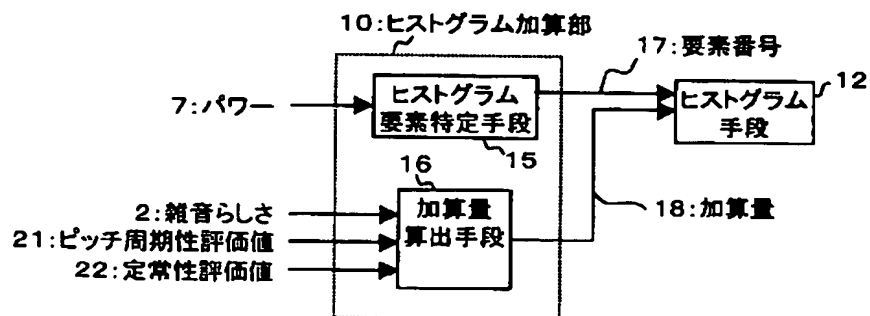 10:ヒストグラム加算部
17:要素番号
7:パワー
ヒストグラム
要素特定手段
15
ヒストグラム
手段
12
16
加算量
算出手段
2:雑音らしさ
21:ピッチ周期性評価値
22:定常性評価値
18:加算量